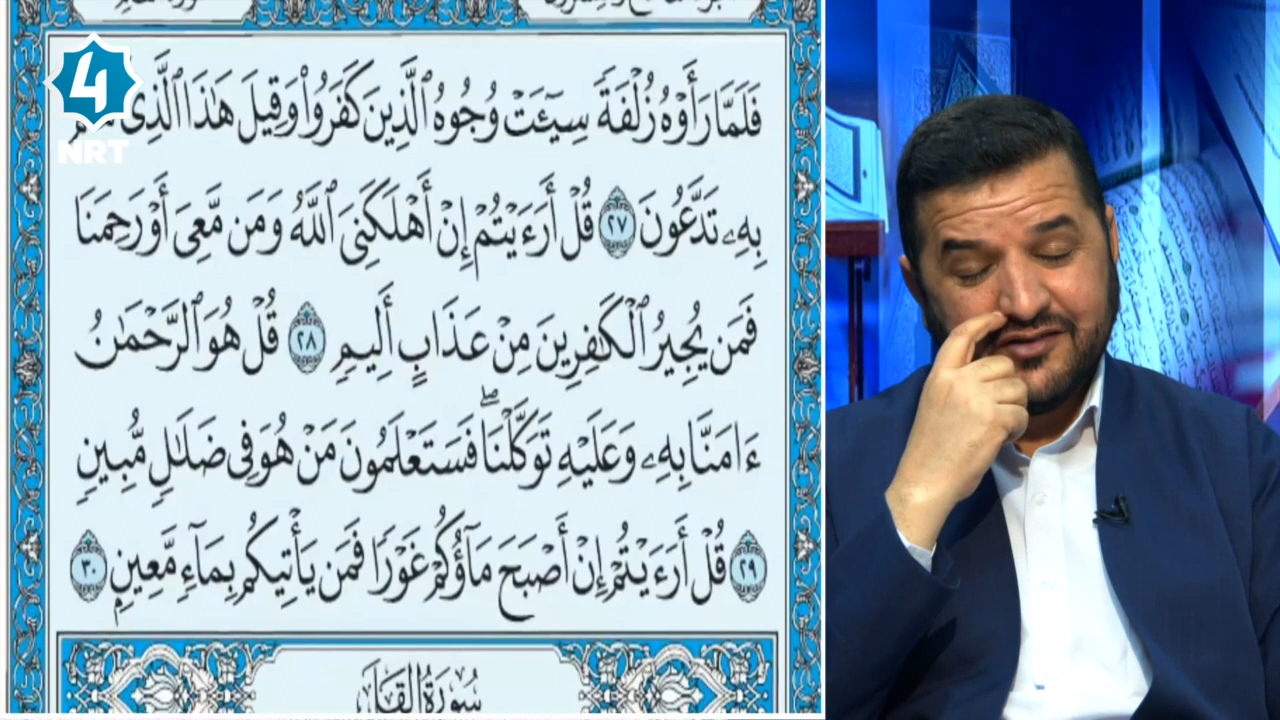 4
NRT
فَلَمَّا رَأَوْهُ زُلْفَةً سِيٓـَٔتْ وُجُوهُ ٱلَّذِينَ كَفَرُوا۟ وَقِيلَ هَٰذَا ٱلَّذِى
بِهِۦ تَدَّعُونَ ٢٧ قُلْ أَرَءَيْتُمْ إِنْ أَهْلَكَنِىَ ٱللَّهُ وَمَن مَّعِىَ أَوْ رَحِمَنَا
فَمَن يُجِيرُ ٱلْكَٰفِرِينَ مِنْ عَذَابٍ أَلِيمٍ ٢٨ قُلْ هُوَ ٱلرَّحْمَٰنُ
ءَامَنَّا بِهِۦ وَعَلَيْهِ تَوَكَّلْنَا ۖ فَسَتَعْلَمُونَ مَنْ هُوَ فِى ضَلَٰلٍ مُّبِينٍ
٢٩ قُلْ أَرَءَيْتُمْ إِنْ أَصْبَحَ مَآؤُكُمْ غَوْرًا فَمَن يَأْتِيكُم بِمَآءٍ مَّعِينٍ ٣٠
سُورَةُ القَلَمِ